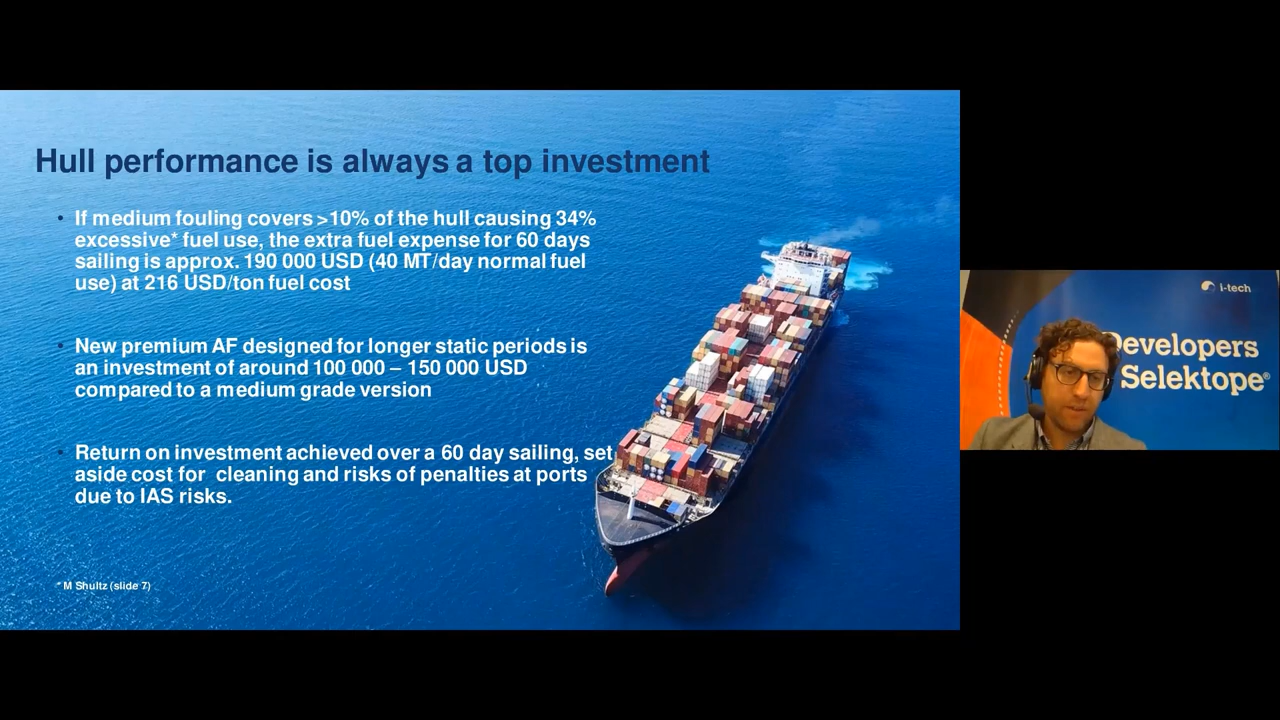 Hull performance is always a top investment
• If medium fouling covers >10% of the hull causing 34%
excessive* fuel use, the extra fuel expense for 60 days
sailing is approx. 190 000 USD (40 MT/day normal fuel
use) at 216 USD/ton fuel cost
• New premium AF designed for longer static periods is
an investment of around 100 000 – 150 000 USD
compared to a medium grade version
• Return on investment achieved over a 60 day sailing, set
aside cost for  cleaning and risks of penalties at ports
due to IAS risks.
* M Shultz (slide 7)
i-tech
Developers
Selektope®